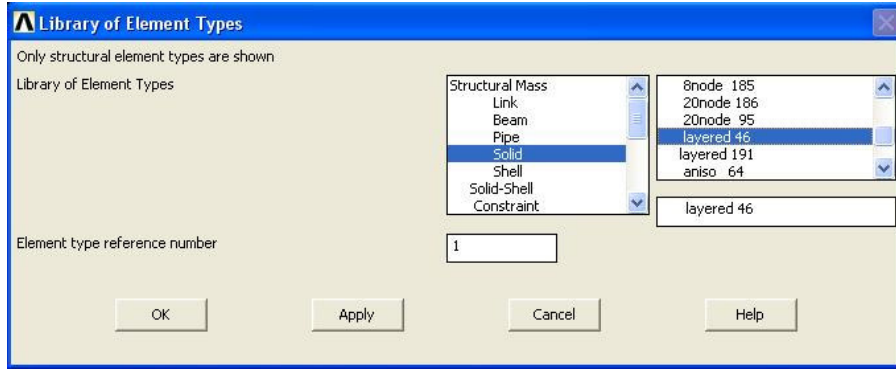 Library of Element Types
Only structural element types are shown
Library of Element Types
Structural Mass
Link
Beam
Pipe
Solid
Shell
Solid-Shell
Constraint
8node 185
20node 186
20node 95
layered 46
layered 191
aniso 64
layered 46
Element type reference number
1
OK
Apply
Cancel
Help